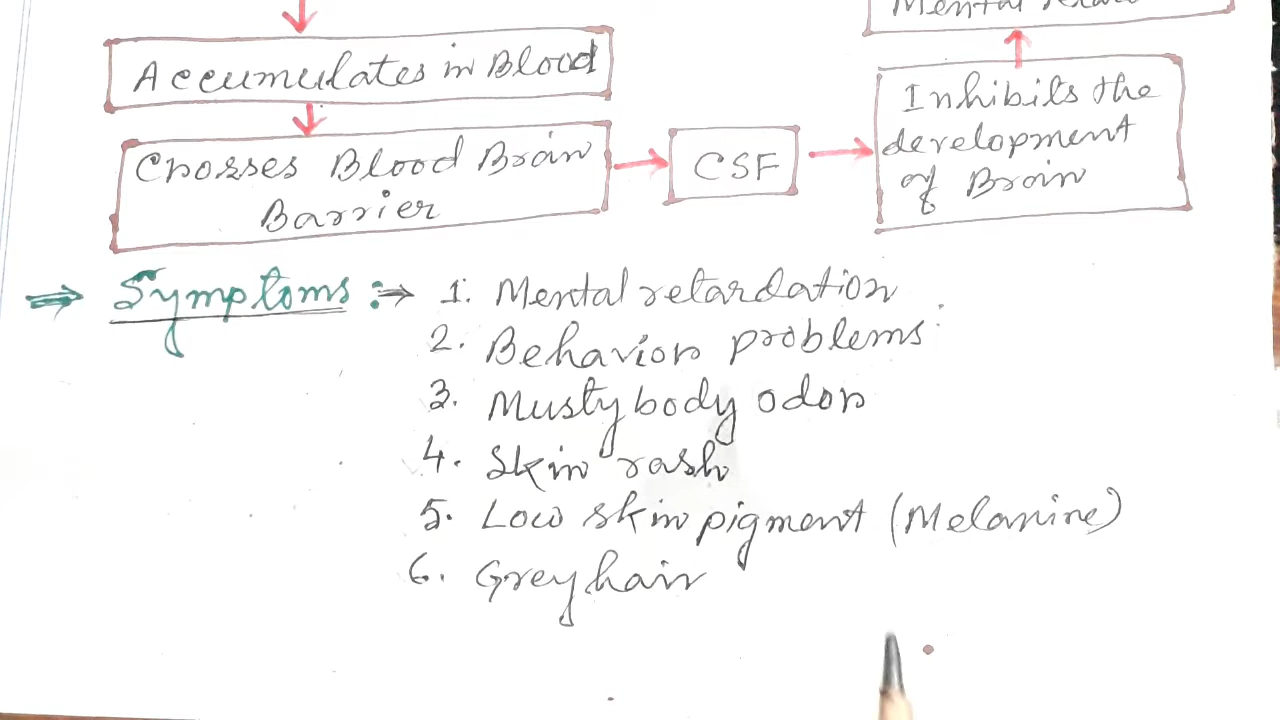 Mental
Accumulates in Blood
Inhibits the
development
of Brain
Crosses Blood Brain
Barrier
CSF
⇒ Symptoms :→ 1. Mental retardation
2. Behavior problems
3. Musty body odor
4. Skin rash
5. Low skin pigment (Melanine)
6. Grey hair